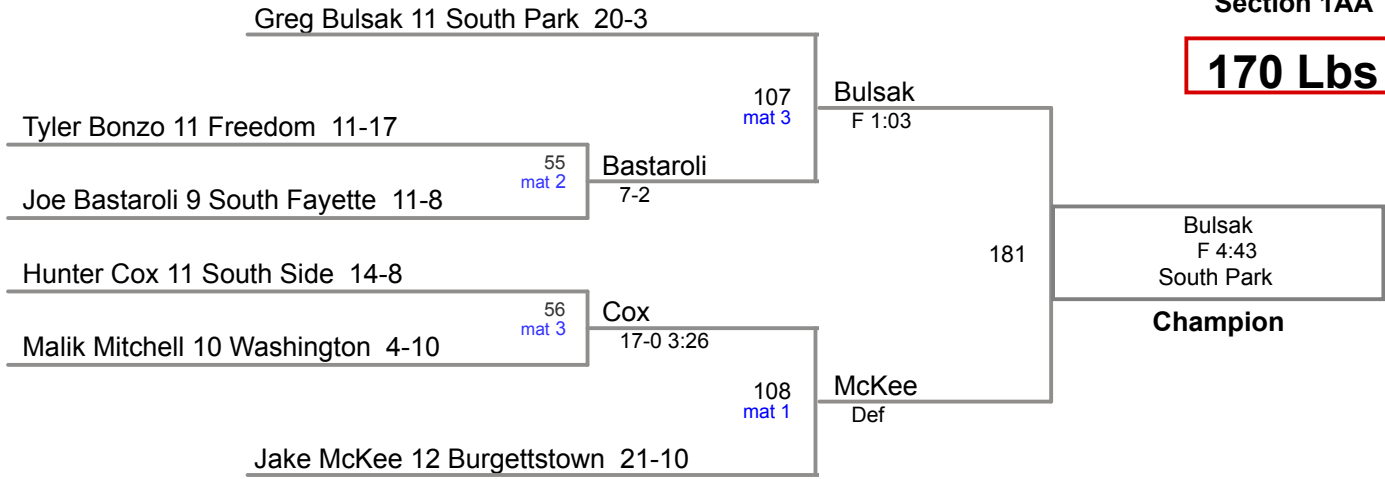 Section 1AA
Greg Bulsak 11 South Park 20-3
170 Lbs
107
mat 3
Bulsak
F 1:03
Tyler Bonzo 11 Freedom 11-17
55
mat 2
Bastaroli
7-2
Joe Bastaroli 9 South Fayette 11-8
181
Bulsak
F 4:43
South Park
Champion
Hunter Cox 11 South Side 14-8
56
mat 3
Cox
17-0 3:26
Malik Mitchell 10 Washington 4-10
108
mat 1
McKee
Def
Jake McKee 12 Burgettstown 21-10